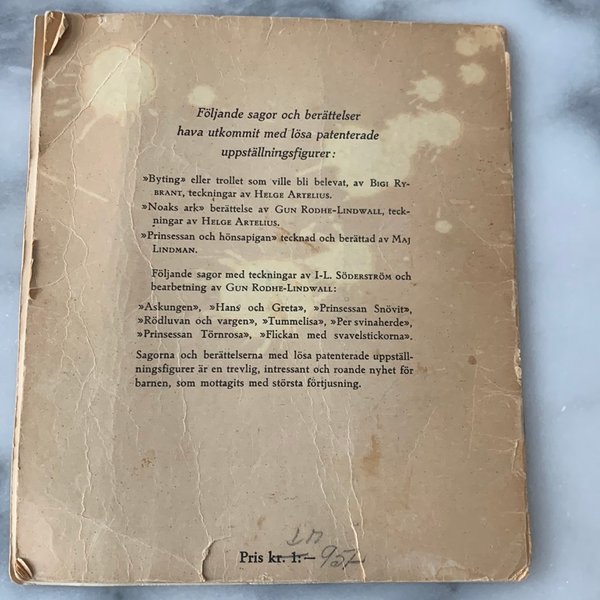 Följande sagor och berättelser
hava utkommit med lösa patenterade
uppställningsfigurer:
»Byting» eller trollet som ville bli belevat, av BIGI RY-
BRANT, teckningar av HELGE ARTELIUS.
»Noaks ark» berättelse av GUN RODHE-LINDWALL, teck-
ningar av HELGE ARTELIUS.
»Prinsessan och hönsapigan» tecknad och berättad av MAJ
LINDMAN.
Följande sagor med teckningar av I-L. SÖDERSTRÖM och
bearbetning av GUN RODHE-LINDWALL:
»Askungen», »Hans och Greta», »Prinsessan Snövit»,
»Rödluvan och vargen», »Tummelisa», »Per svinaherde»,
»Prinsessan Törnrosa», »Flickan med svavelstickorna».
Sagorna och berättelserna med lösa patenterade uppställ-
ningsfigurer är en trevlig, intressant och roande nyhet för
barnen, som mottagits med största förtjusning.
Pris kr. 1:—